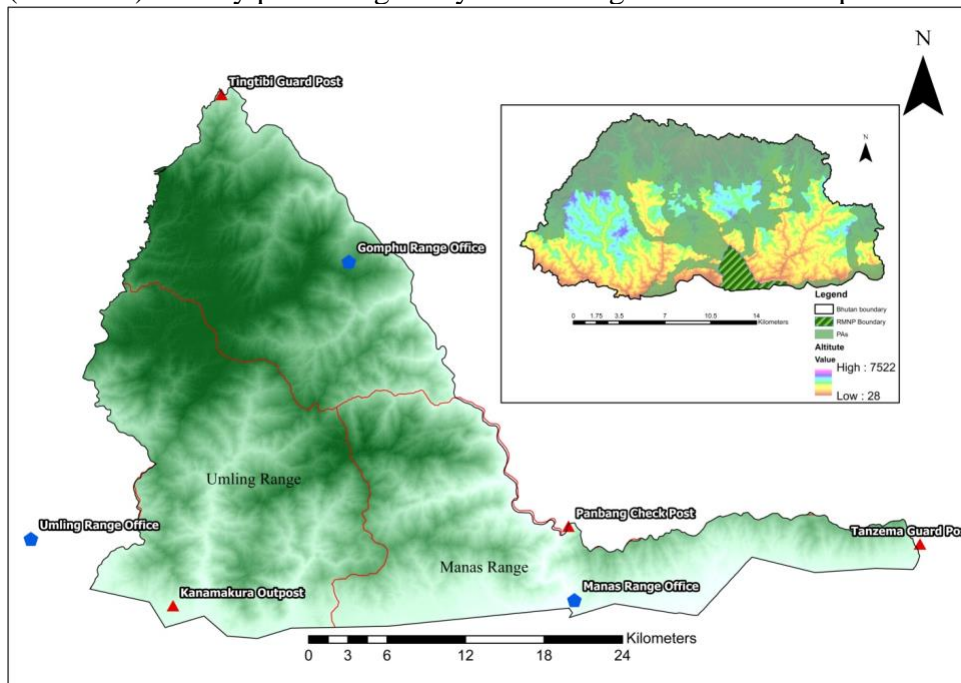 N
Tingtibi Guard Post
N
Gomphu Range Office
Legend
Bhutan boundary
RMNP Boundary
PAs
0 1.75 3.5 7 10.5 14
Kilometers
Altitute
Value
High : 7522
Low : 28
Umling Range
Umling Range Office
Panbang Check Post
Tanzema Guard Po
Manas Range
Kanamakura Outpost
Manas Range Office
Kilometers
0 3 6 12 18 24